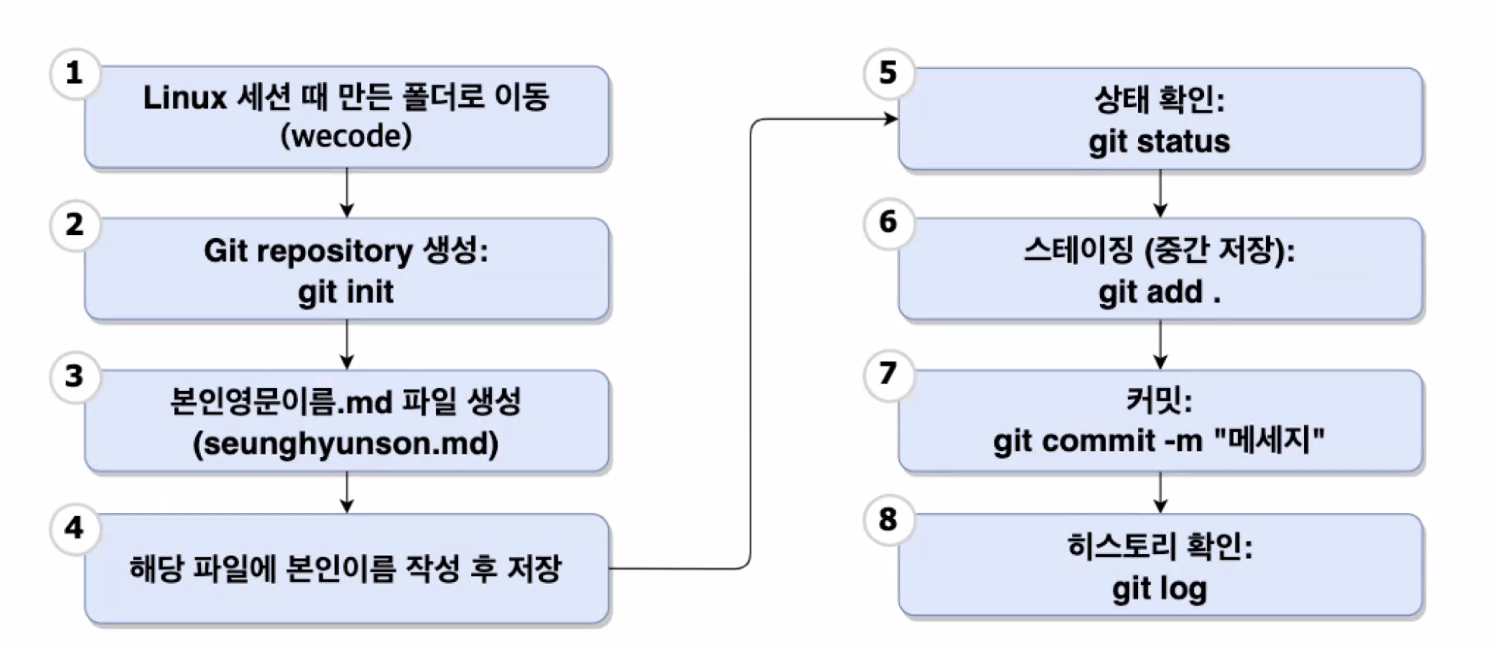 1
Linux 세션 때 만든 폴더로 이동
(wecode)
2
Git repository 생성:
git init
3
본인영문이름.md 파일 생성
(seunghyunson.md)
4
해당 파일에 본인이름 작성 후 저장
5
상태 확인:
git status
6
스테이징 (중간 저장):
git add .
7
커밋:
git commit -m "메세지"
8
히스토리 확인:
git log